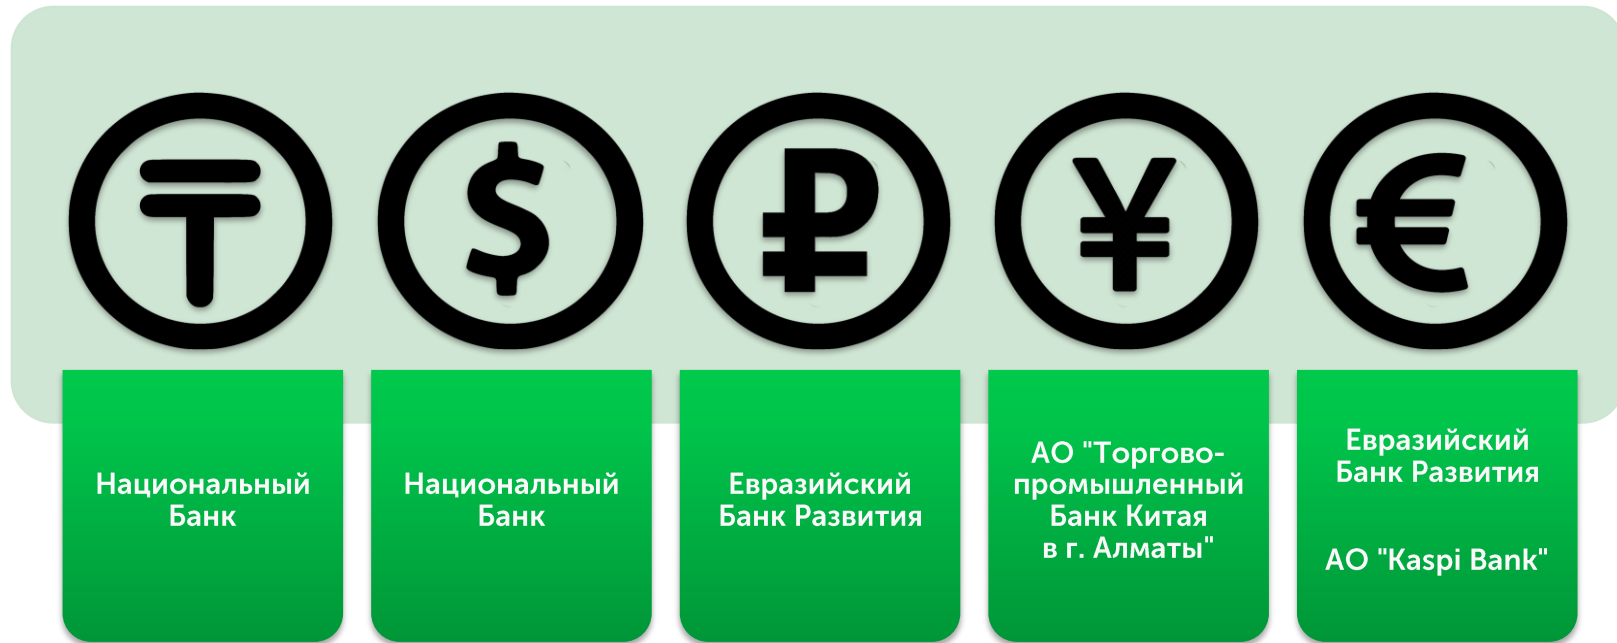 ₸
$
₽
¥
€
Национальный
Банк
Национальный
Банк
Евразийский
Банк Развития
АО "Торгово-
промышленный
Банк Китая
в г. Алматы"
Евразийский
Банк Развития
АО "Kaspi Bank"